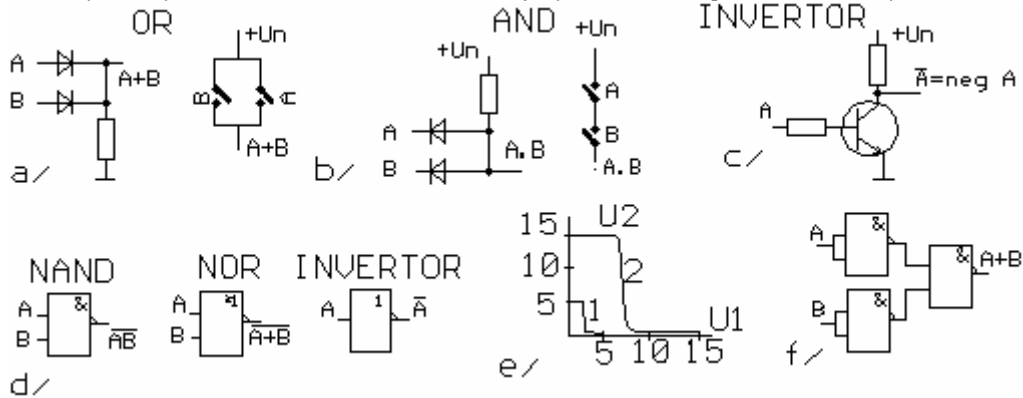 OR
A
B
A+B
+Un
B
A
A+B
a/
AND
+Un
A
B
A.B
+Un
A
B
A.B
b/
INVERTOR
+Un
A
A̅=neg A
c/
NAND
A
B
&
A̅B̅
NOR
A
B
A̅+̅B̅
INVERTOR
A
1
A̅
d/
15
10
5
U2
2
1
U1
5 10 15
e/
A
&
B
&
&
A+B
f/